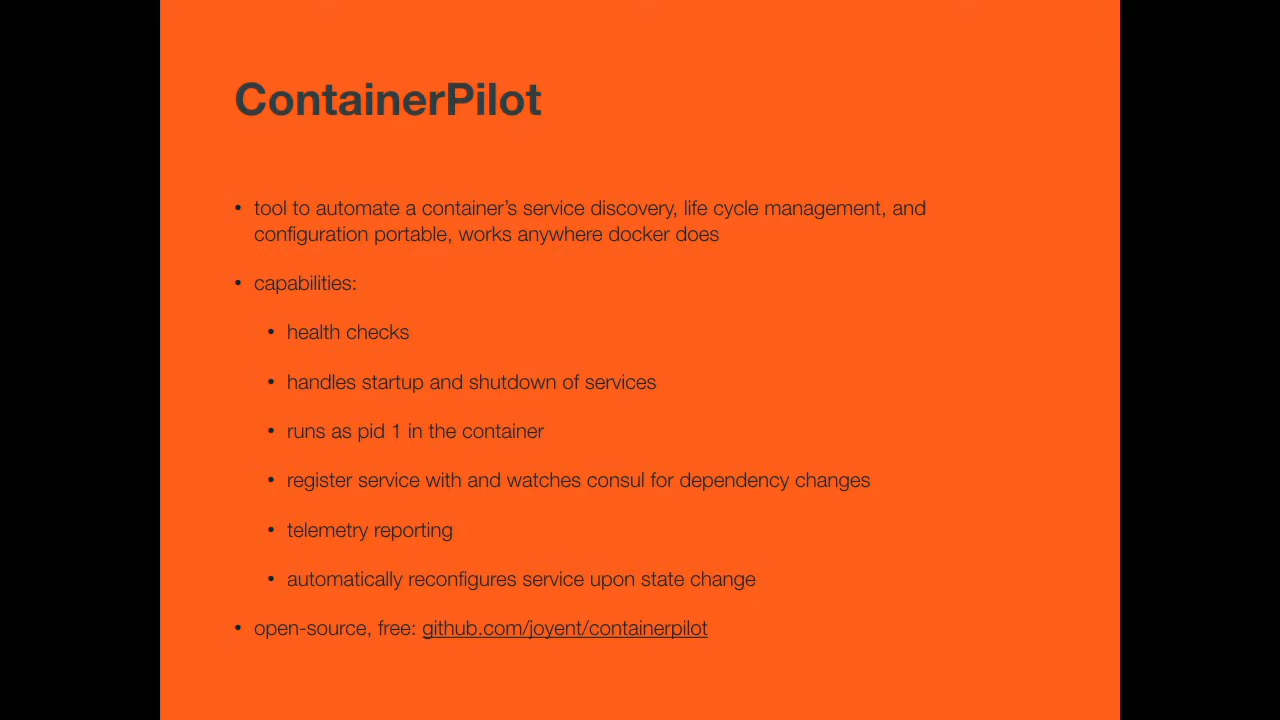 ContainerPilot
• tool to automate a container’s service discovery, life cycle management, and
configuration portable, works anywhere docker does
• capabilities:
• health checks
• handles startup and shutdown of services
• runs as pid 1 in the container
• register service with and watches consul for dependency changes
• telemetry reporting
• automatically reconfigures service upon state change
• open-source, free: github.com/joyent/containerpilot